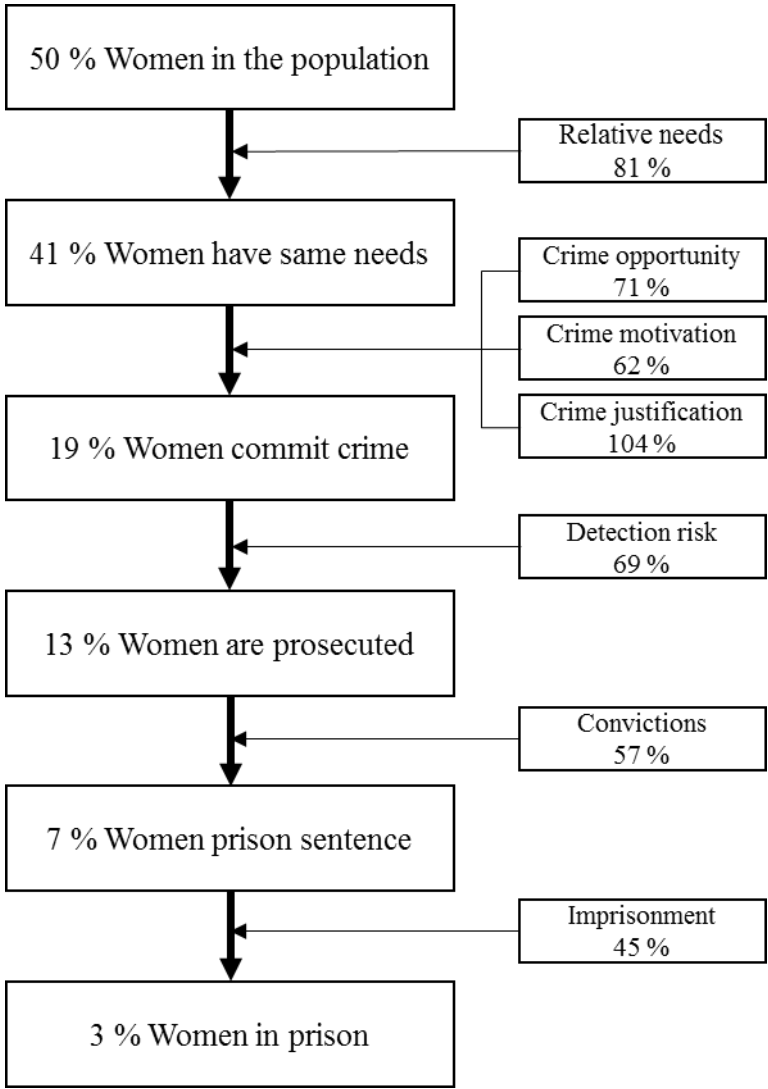 50 % Women in the population
Relative needs
81 %
41 % Women have same needs
Crime opportunity
71 %
Crime motivation
62 %
Crime justification
104 %
19 % Women commit crime
Detection risk
69 %
13 % Women are prosecuted
Convictions
57 %
7 % Women prison sentence
Imprisonment
45 %
3 % Women in prison